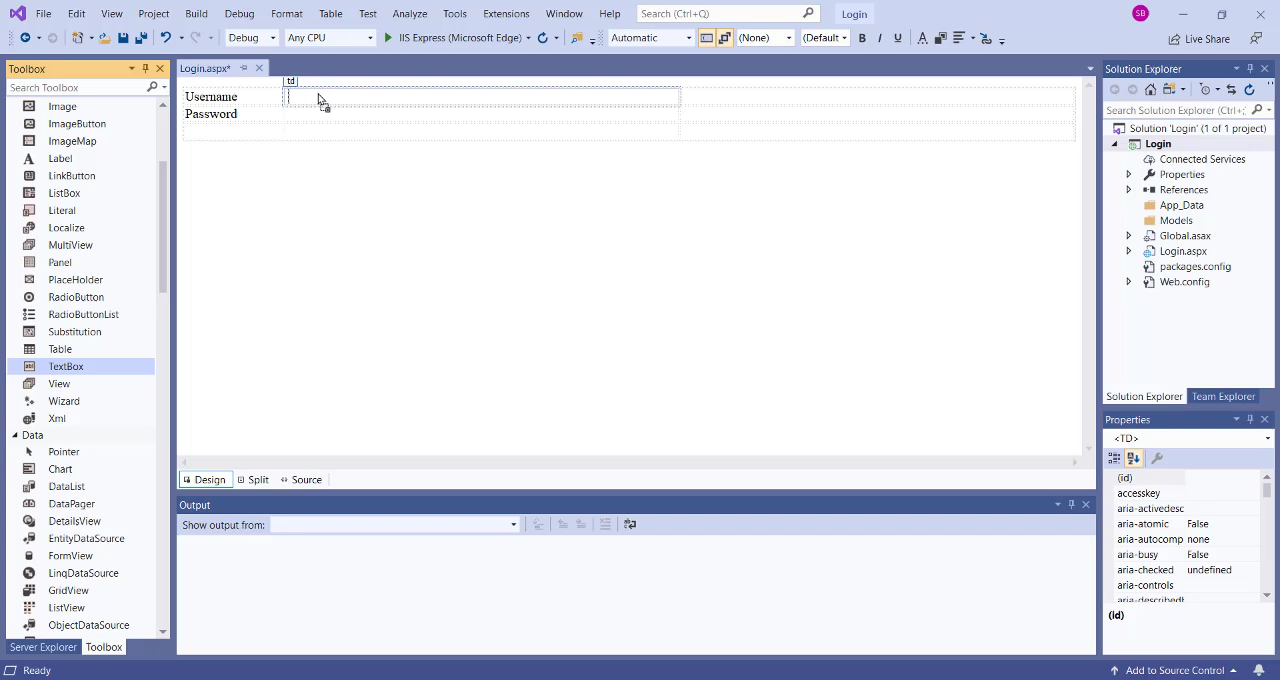 File Edit View Project Build Debug Format Table Test Analyze Tools Extensions Window Help Search (Ctrl+Q) Login SB
Debug Any CPU IIS Express (Microsoft Edge) Automatic (None) (Default B I U A Live Share
Toolbox
Search Toolbox
Image
ImageButton
ImageMap
A Label
LinkButton
ListBox
Literal
Localize
MultiView
Panel
PlaceHolder
RadioButton
RadioButtonList
Substitution
Table
TextBox
View
Wizard
Xml
Data
Pointer
Chart
DataList
DataPager
DetailsView
EntityDataSource
FormView
LinqDataSource
GridView
ListView
ObjectDataSource
Server Explorer Toolbox
Login.aspx*
td
Username
Password
Design Split Source
Output
Show output from:
Solution Explorer
Search Solution Explorer (Ctrl+;
Solution 'Login' (1 of 1 project)
Login
Connected Services
Properties
References
App_Data
Models
Global.asax
Login.aspx
packages.config
Web.config
Solution Explorer Team Explorer
Properties
<TD>
(id)
accesskey
aria-activedesc
aria-atomic False
aria-autocomp none
aria-busy False
aria-checked undefined
aria-controls
aria-described
(id)
Ready Add to Source Control